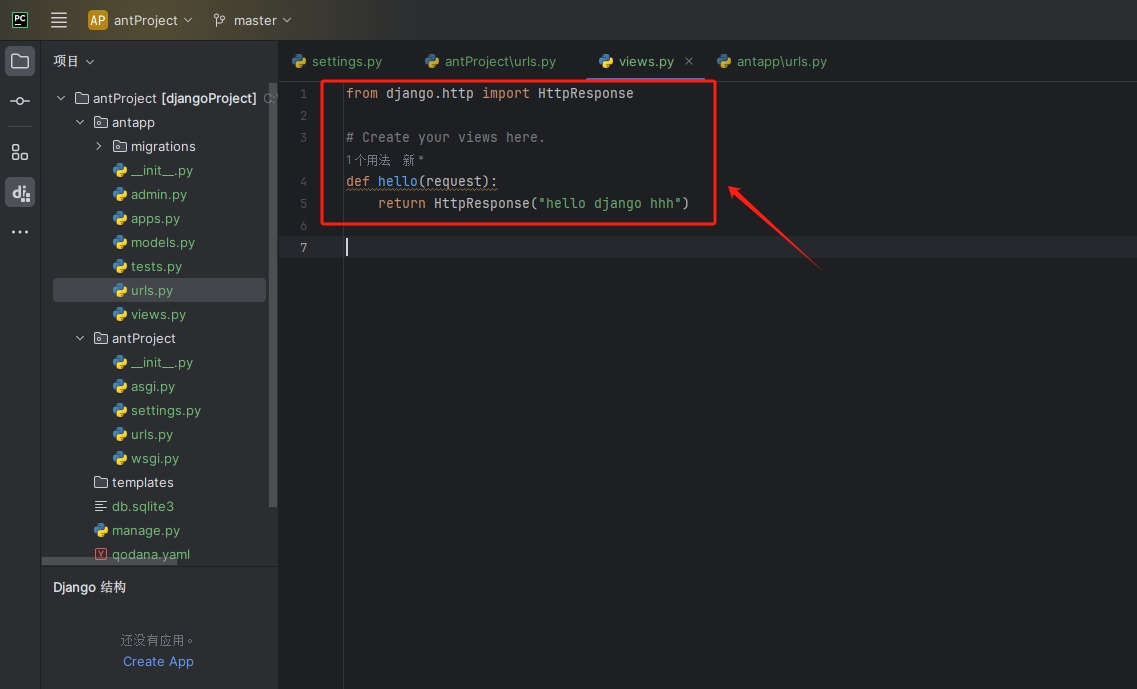 PC
AP antProject master
项目
settings.py antProject\urls.py views.py × antapp\urls.py
antProject [djangoProject] C:
antapp
migrations
__init__.py
admin.py
apps.py
models.py
tests.py
urls.py
views.py
antProject
__init__.py
asgi.py
settings.py
urls.py
wsgi.py
templates
db.sqlite3
manage.py
qodana.yaml
Django 结构
还没有应用。
Create App
1 from django.http import HttpResponse
2
3 # Create your views here.
1个用法 新 *
4 def hello(request):
5 return HttpResponse("hello django hhh")
6
7